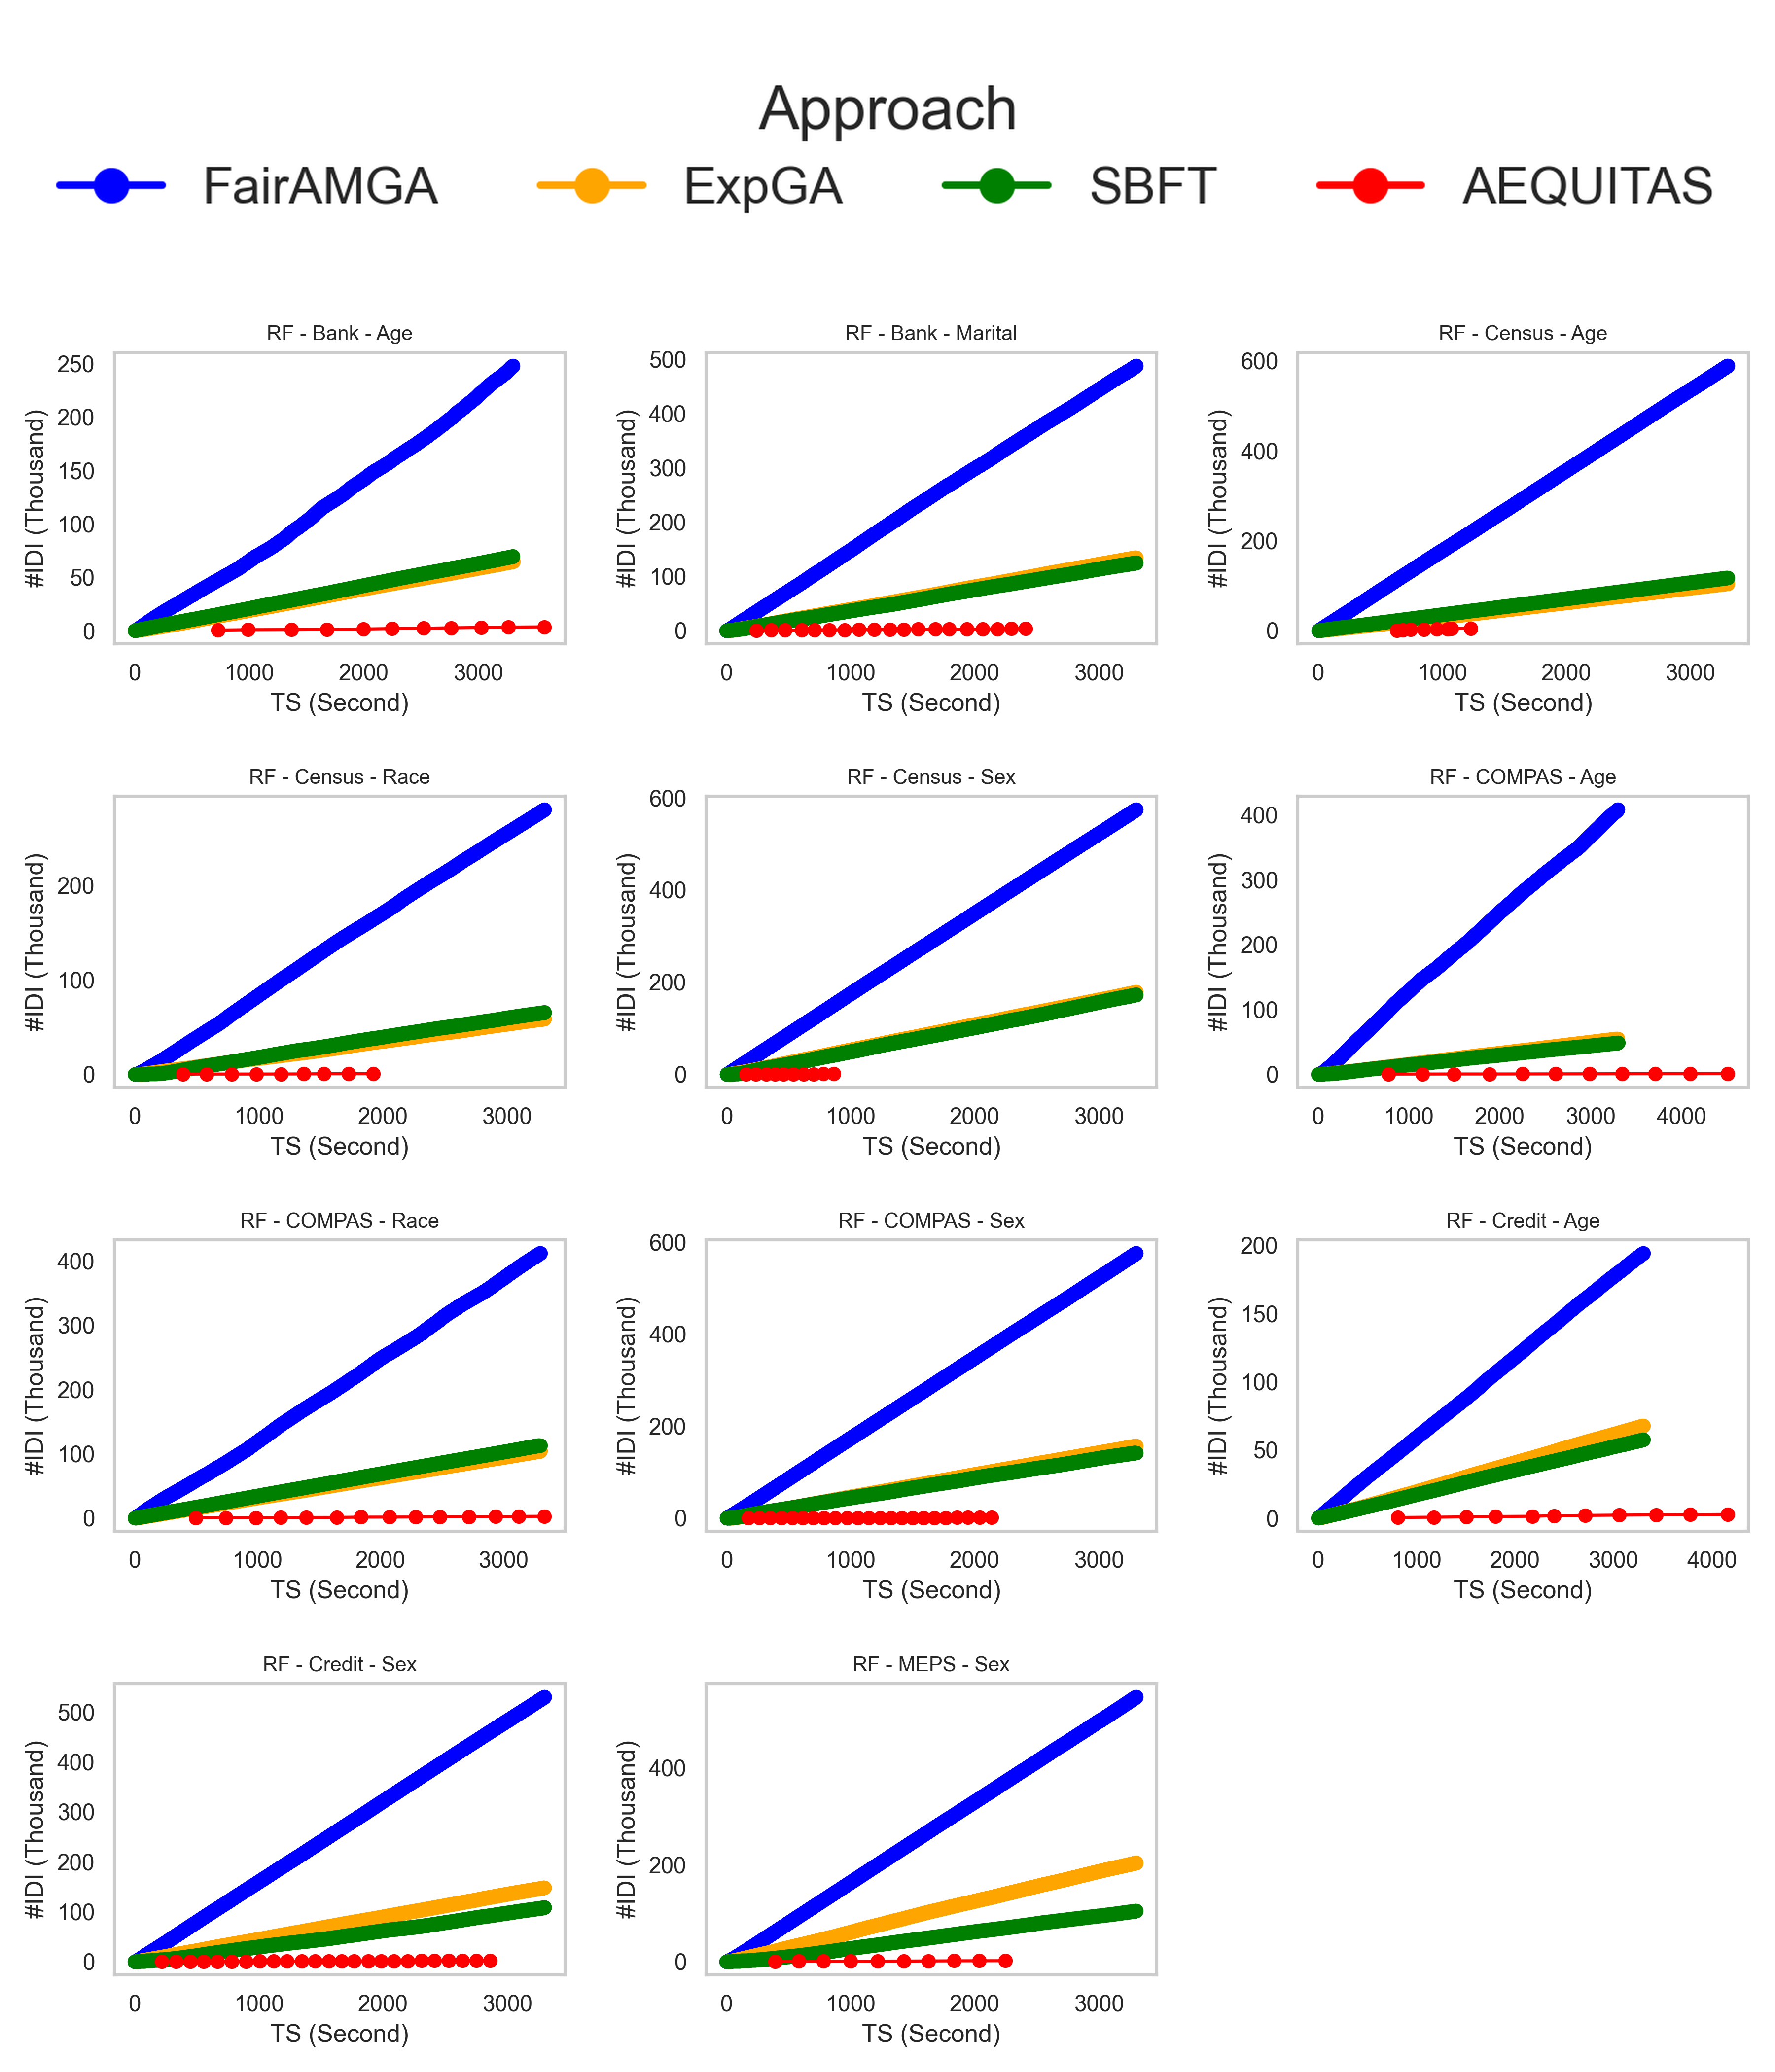 Approach
FairAMGA ExpGA SBFT AEQUITAS
RF - Bank - Age
#IDI (Thousand)
250
200
150
100
50
0
0 1000 2000 3000
TS (Second)
RF - Bank - Marital
#IDI (Thousand)
500
400
300
200
100
0
0 1000 2000 3000
TS (Second)
RF - Census - Age
#IDI (Thousand)
600
400
200
0
0 1000 2000 3000
TS (Second)
RF - Census - Race
#IDI (Thousand)
200
100
0
0 1000 2000 3000
TS (Second)
RF - Census - Sex
#IDI (Thousand)
600
400
200
0
0 1000 2000 3000
TS (Second)
RF - COMPAS - Age
#IDI (Thousand)
400
300
200
100
0
0 1000 2000 3000 4000
TS (Second)
RF - COMPAS - Race
#IDI (Thousand)
400
300
200
100
0
0 1000 2000 3000
TS (Second)
RF - COMPAS - Sex
#IDI (Thousand)
600
400
200
0
0 1000 2000 3000
TS (Second)
RF - Credit - Age
#IDI (Thousand)
200
150
100
50
0
0 1000 2000 3000 4000
TS (Second)
RF - Credit - Sex
#IDI (Thousand)
500
400
300
200
100
0
0 1000 2000 3000
TS (Second)
RF - MEPS - Sex
#IDI (Thousand)
400
200
0
0 1000 2000 3000
TS (Second)